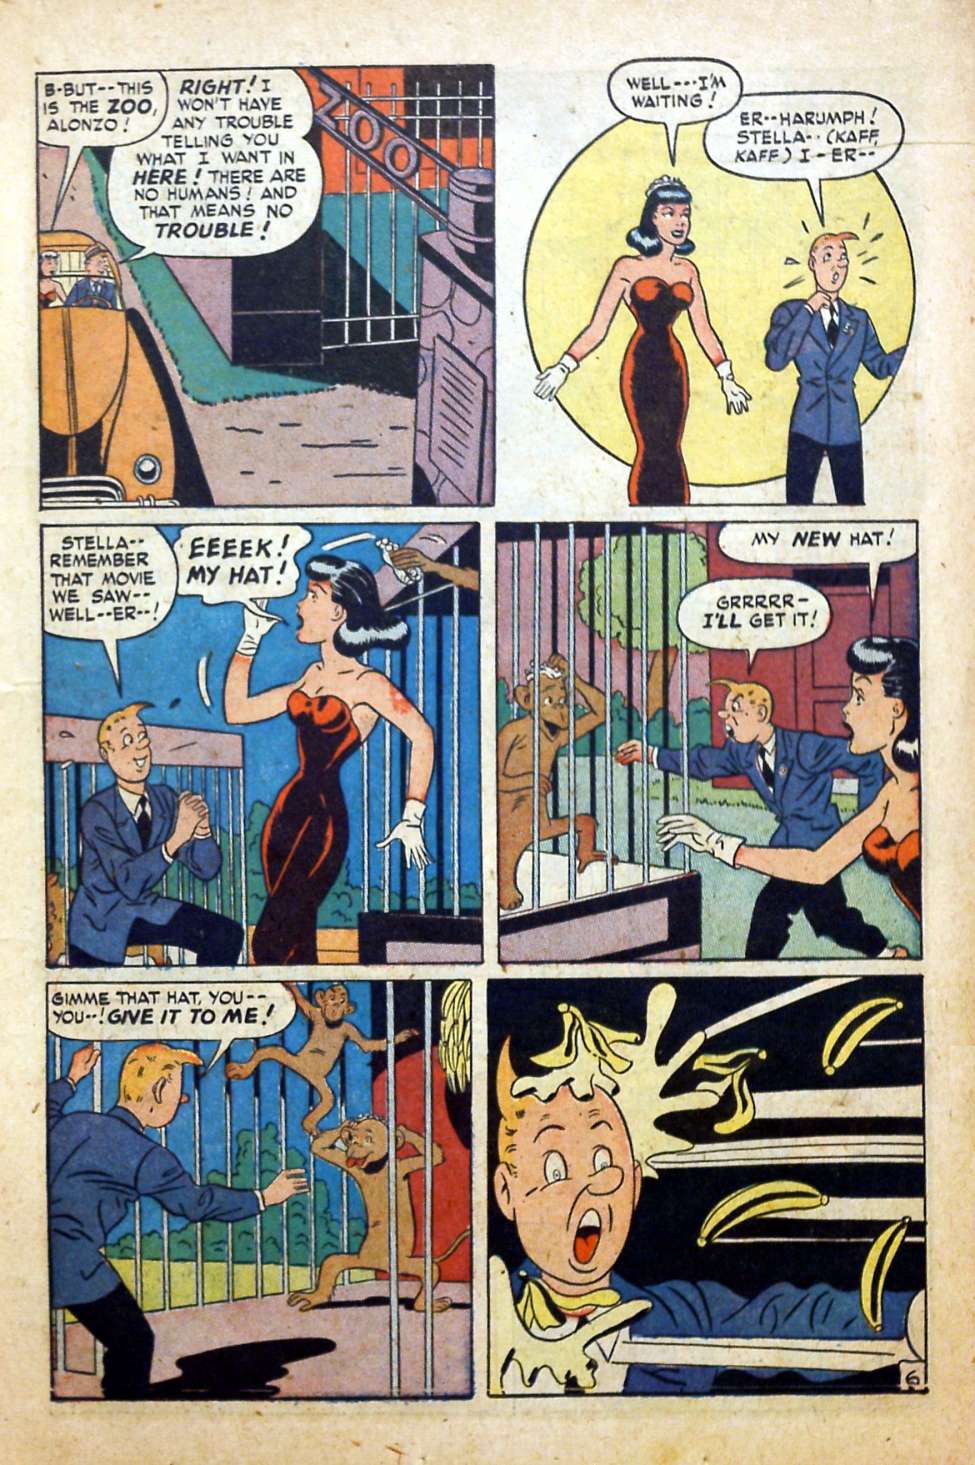 B-BUT--THIS
IS THE ZOO,
ALONZO!
RIGHT! I
WON'T HAVE
ANY TROUBLE
TELLING YOU
WHAT I WANT IN
HERE! THERE ARE
NO HUMANS! AND
THAT MEANS NO
TROUBLE!
ZOO
WELL---I'M
WAITING!
ER--HARUMPH!
STELLA--(KAFF,
KAFF) I-ER--
STELLA--
REMEMBER
THAT MOVIE
WE SAW--
WELL--ER--!
EEEEK!
MY HAT!
MY NEW HAT!
GRRRRR-
I'LL GET IT!
GIMME THAT HAT, YOU--
YOU--! GIVE IT TO ME!
6